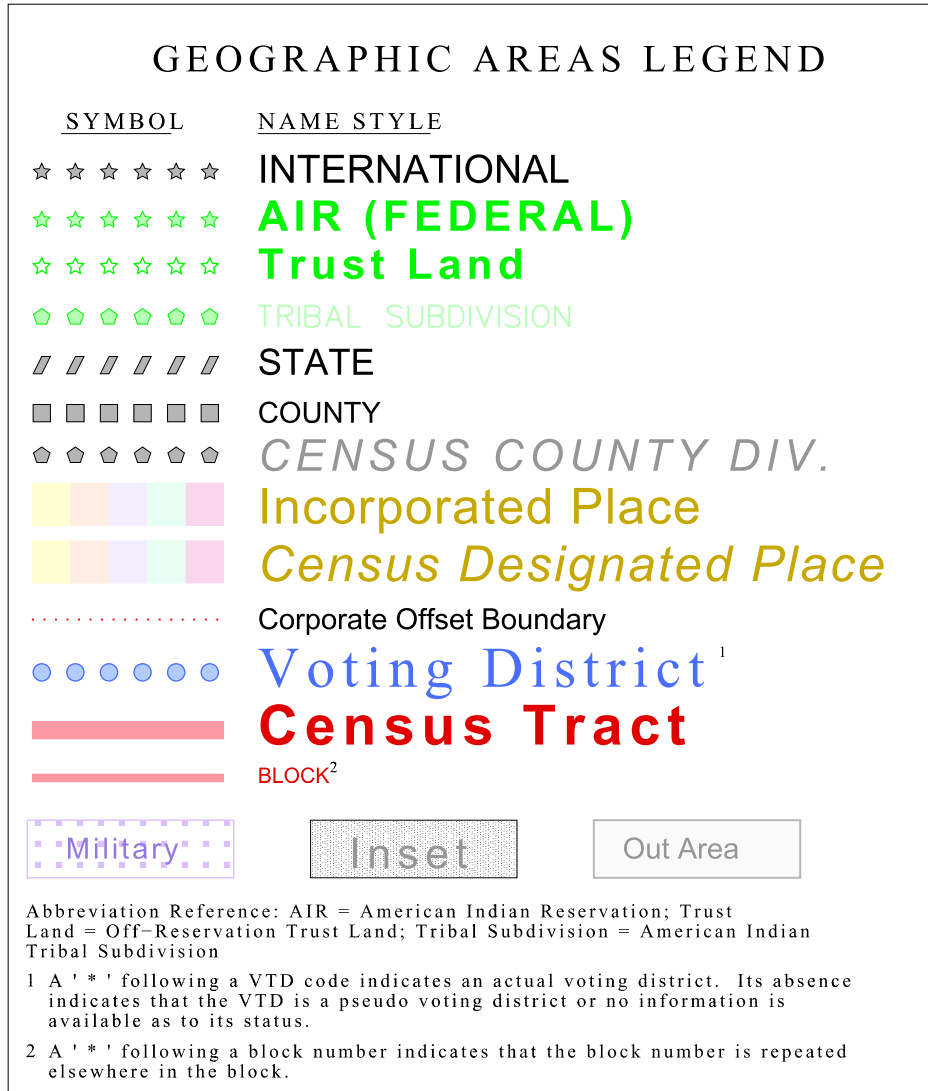 GEOGRAPHIC AREAS LEGEND
SYMBOL NAME STYLE
INTERNATIONAL
AIR (FEDERAL)
Trust Land
TRIBAL SUBDIVISION
STATE
COUNTY
CENSUS COUNTY DIV.
Incorporated Place
Census Designated Place
Corporate Offset Boundary
Voting District 1
Census Tract
BLOCK2
Military Inset Out Area
Abbreviation Reference: AIR = American Indian Reservation; Trust
Land = Off−Reservation Trust Land; Tribal Subdivision = American Indian
Tribal Subdivision
1 A ' * ' following a VTD code indicates an actual voting district. Its absence
indicates that the VTD is a pseudo voting district or no information is
available as to its status.
2 A ' * ' following a block number indicates that the block number is repeated
elsewhere in the block.